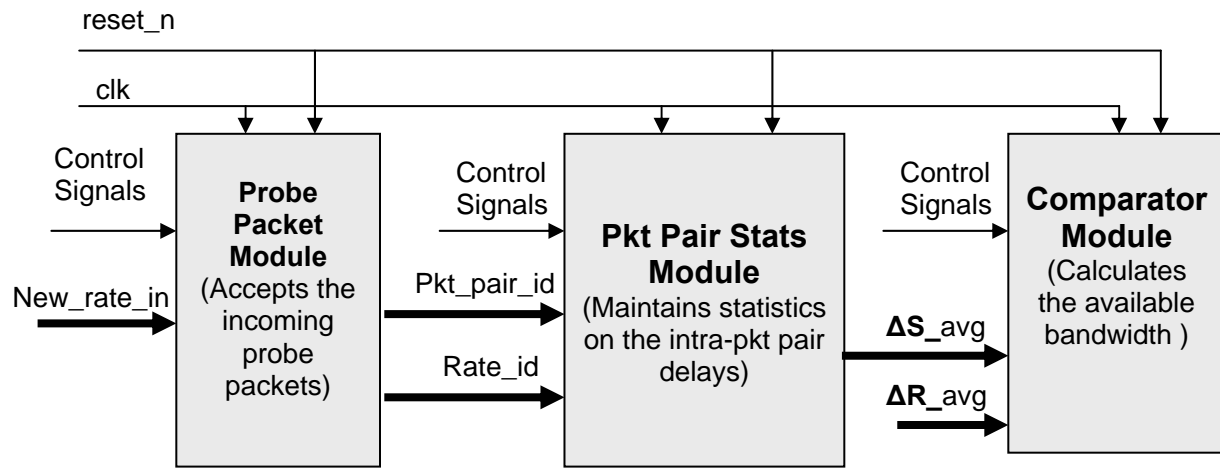 reset_n
clk
Control
Signals
New_rate_in
Probe
Packet
Module
(Accepts the
incoming
probe
packets)
Control
Signals
Pkt_pair_id
Rate_id
Pkt Pair Stats
Module
(Maintains statistics
on the intra-pkt pair
delays)
Control
Signals
ΔS_avg
ΔR_avg
Comparator
Module
(Calculates
the available
bandwidth )